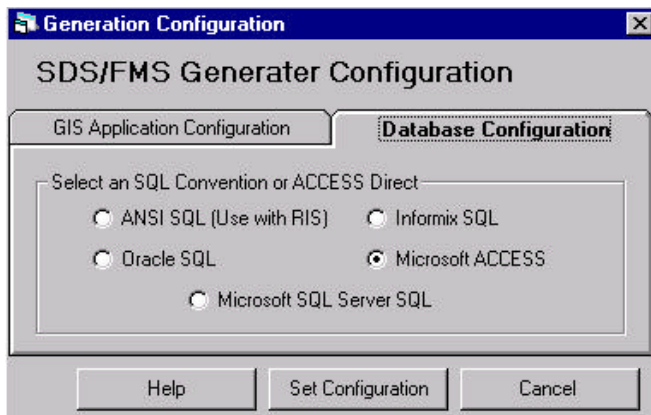 Generation Configuration
SDS/FMS Generater Configuration
GIS Application Configuration
Database Configuration
Select an SQL Convention or ACCESS Direct
ANSI SQL (Use with RIS)
Informix SQL
Oracle SQL
Microsoft ACCESS
Microsoft SQL Server SQL
Help
Set Configuration
Cancel